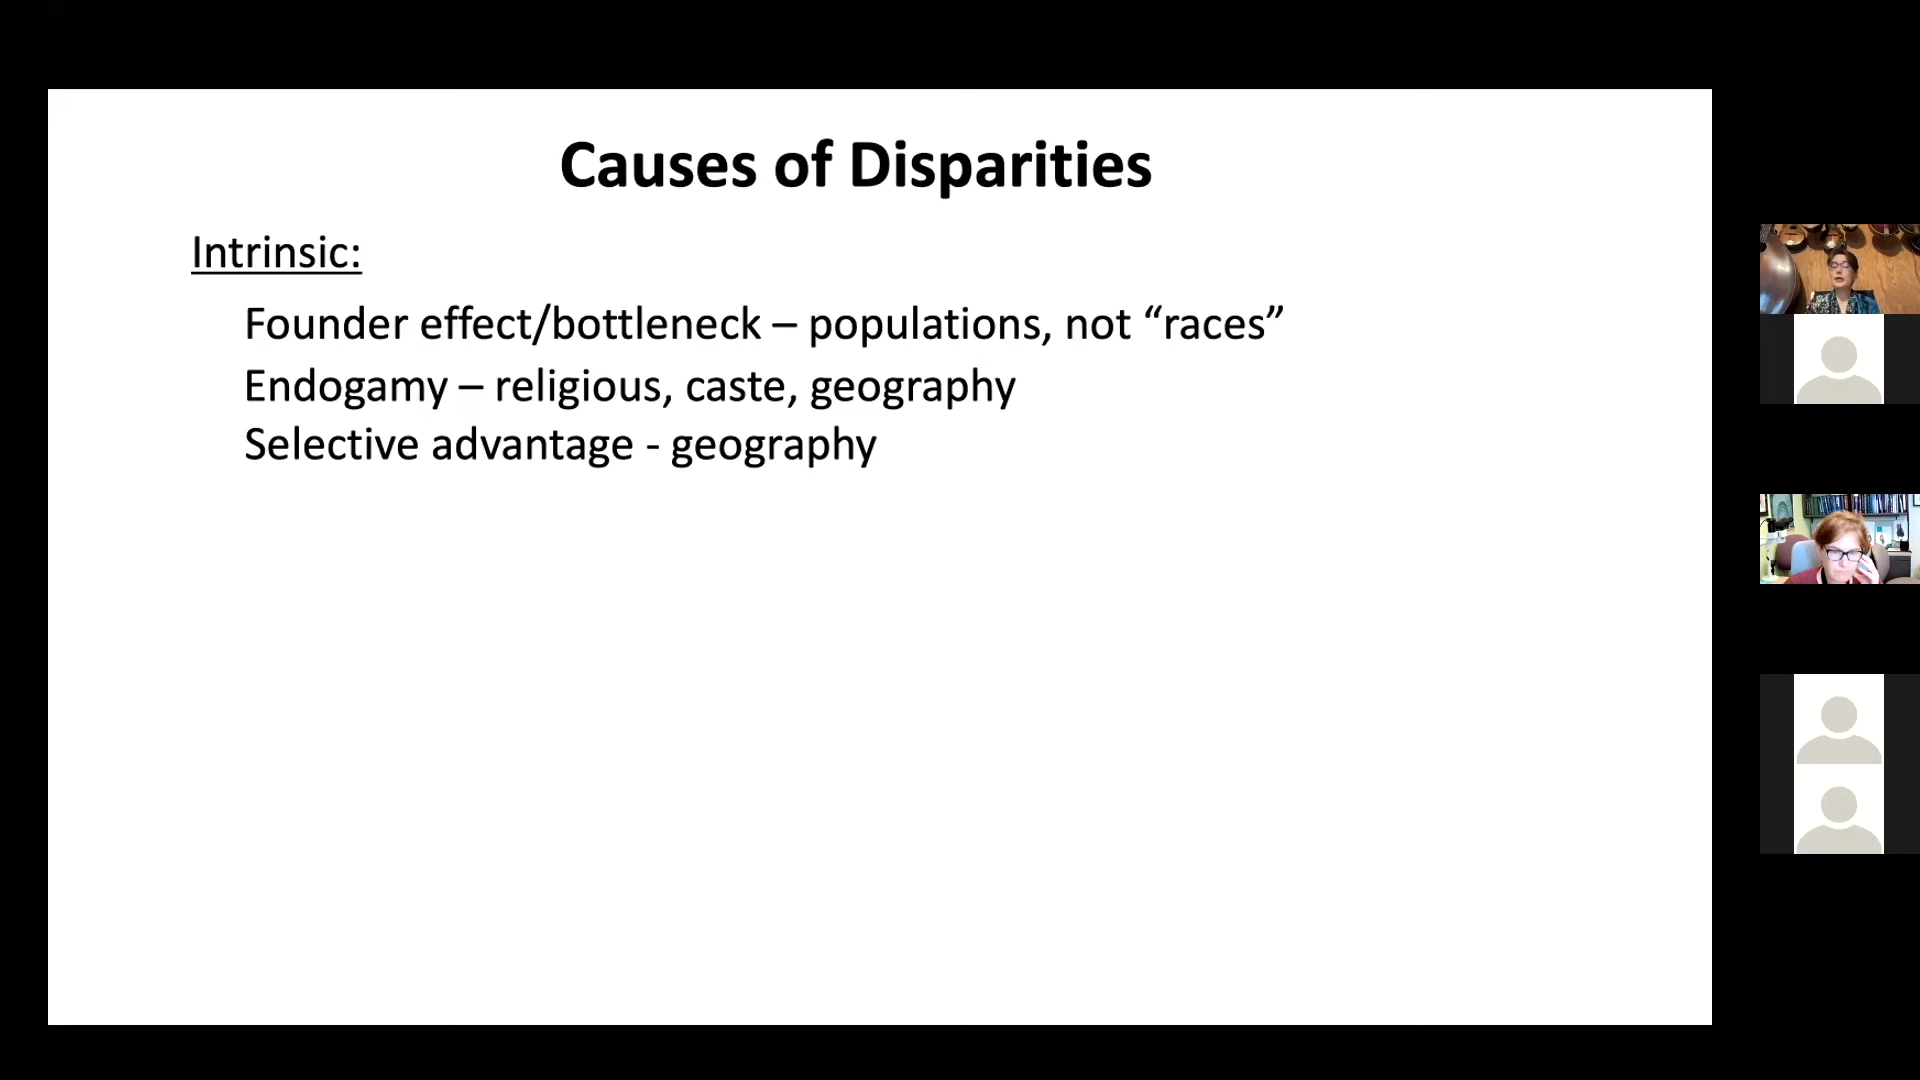 Causes of Disparities
Intrinsic:
Founder effect/bottleneck – populations, not “races”
Endogamy – religious, caste, geography
Selective advantage - geography